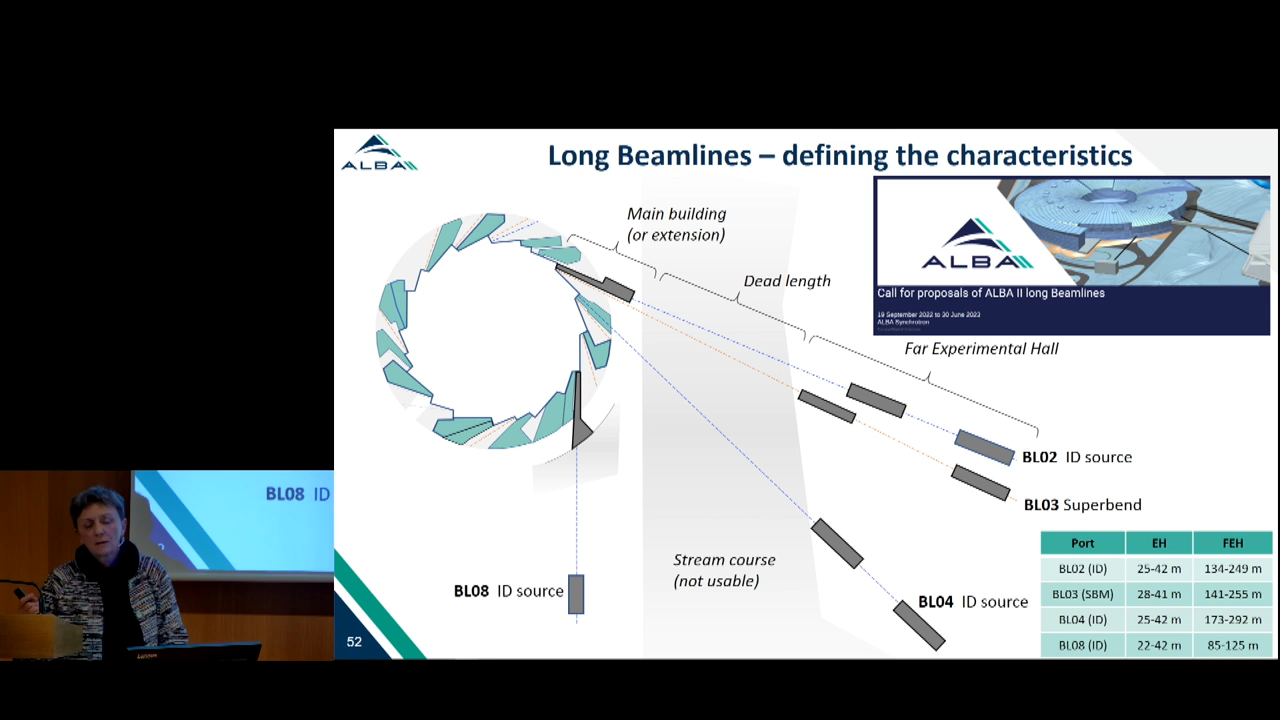 ALBA
Long Beamlines – defining the characteristics
Main building
(or extension)
Dead length
ALBA
Call for proposals of ALBA II long Beamlines
19 September 2022 to 30 June 2023
ALBA Synchrotron
Far Experimental Hall
BL02 ID source
BL03 Superbend
Stream course
(not usable)
BL08 ID source
BL04 ID source
Port EH FEH
BL02 (ID) 25-42 m 134-249 m
BL03 (SBM) 28-41 m 141-255 m
BL04 (ID) 25-42 m 173-292 m
BL08 (ID) 22-42 m 85-125 m
52
BL08 ID
Lenovo